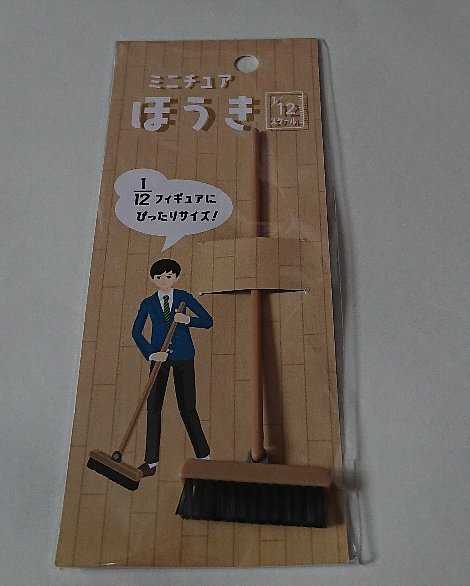 ミニチュア
ほうき
1/12
スケール
1/12 フィギュアに
ぴったりサイズ!